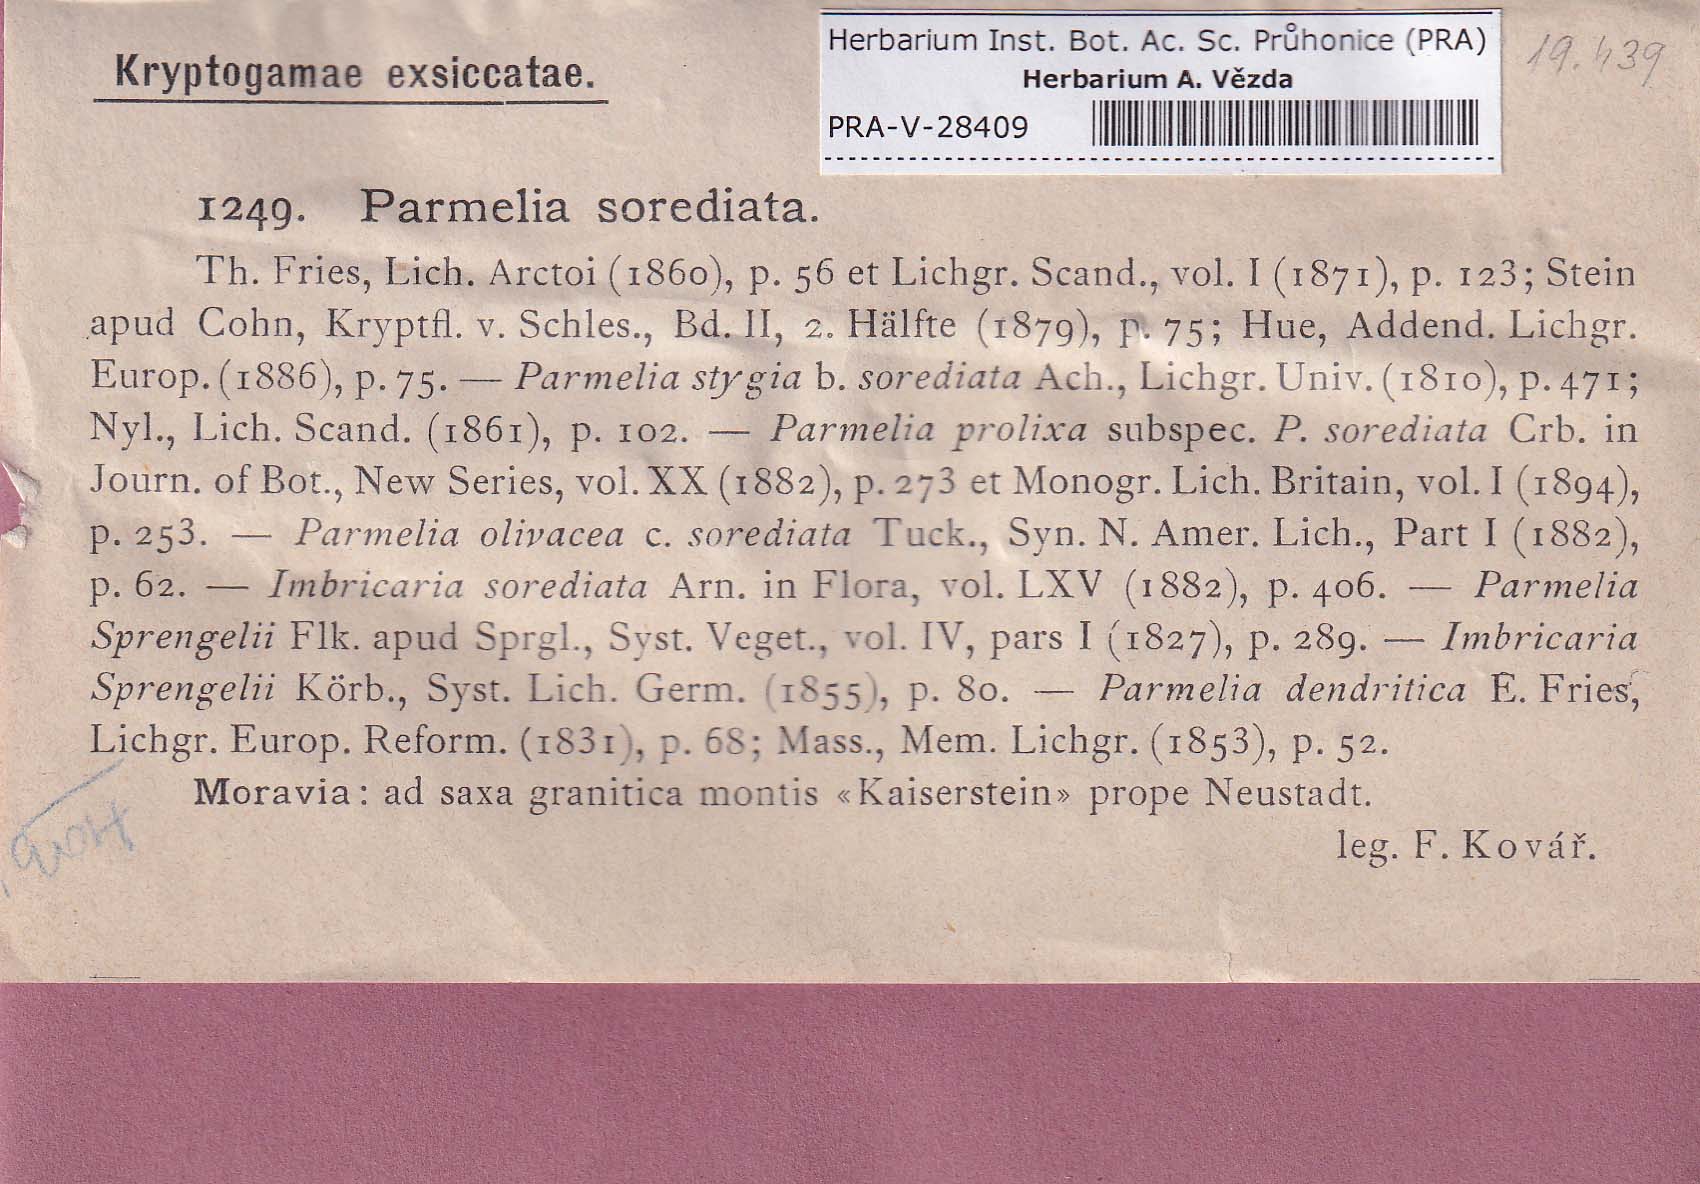 Kryptogamae exsiccatae.
Herbarium Inst. Bot. Ac. Sc. Průhonice (PRA)
Herbarium A. Vězda
PRA-V-28409
19.439
1249. Parmelia sorediata.
Th. Fries, Lich. Arctoi (1860), p. 56 et Lichgr. Scand., vol. I (1871), p. 123; Stein
apud Cohn, Kryptfl. v. Schles., Bd. II, 2. Hälfte (1879), p. 75; Hue, Addend. Lichgr.
Europ. (1886), p. 75. — Parmelia stygia b. sorediata Ach., Lichgr. Univ. (1810), p. 471;
Nyl., Lich. Scand. (1861), p. 102. — Parmelia prolixa subspec. P. sorediata Crb. in
Journ. of Bot., New Series, vol. XX (1882), p. 273 et Monogr. Lich. Britain, vol. I (1894),
p. 253. — Parmelia olivacea c. sorediata Tuck., Syn. N. Amer. Lich., Part I (1882),
p. 62. — Imbricaria sorediata Arn. in Flora, vol. LXV (1882), p. 406. — Parmelia
Sprengelii Flk. apud Sprgl., Syst. Veget., vol. IV, pars I (1827), p. 289. — Imbricaria
Sprengelii Körb., Syst. Lich. Germ. (1855), p. 80. — Parmelia dendritica E. Fries,
Lichgr. Europ. Reform. (1831), p. 68; Mass., Mem. Lichgr. (1853), p. 52.
Moravia: ad saxa granitica montis «Kaiserstein» prope Neustadt.
leg. F. Kovář.